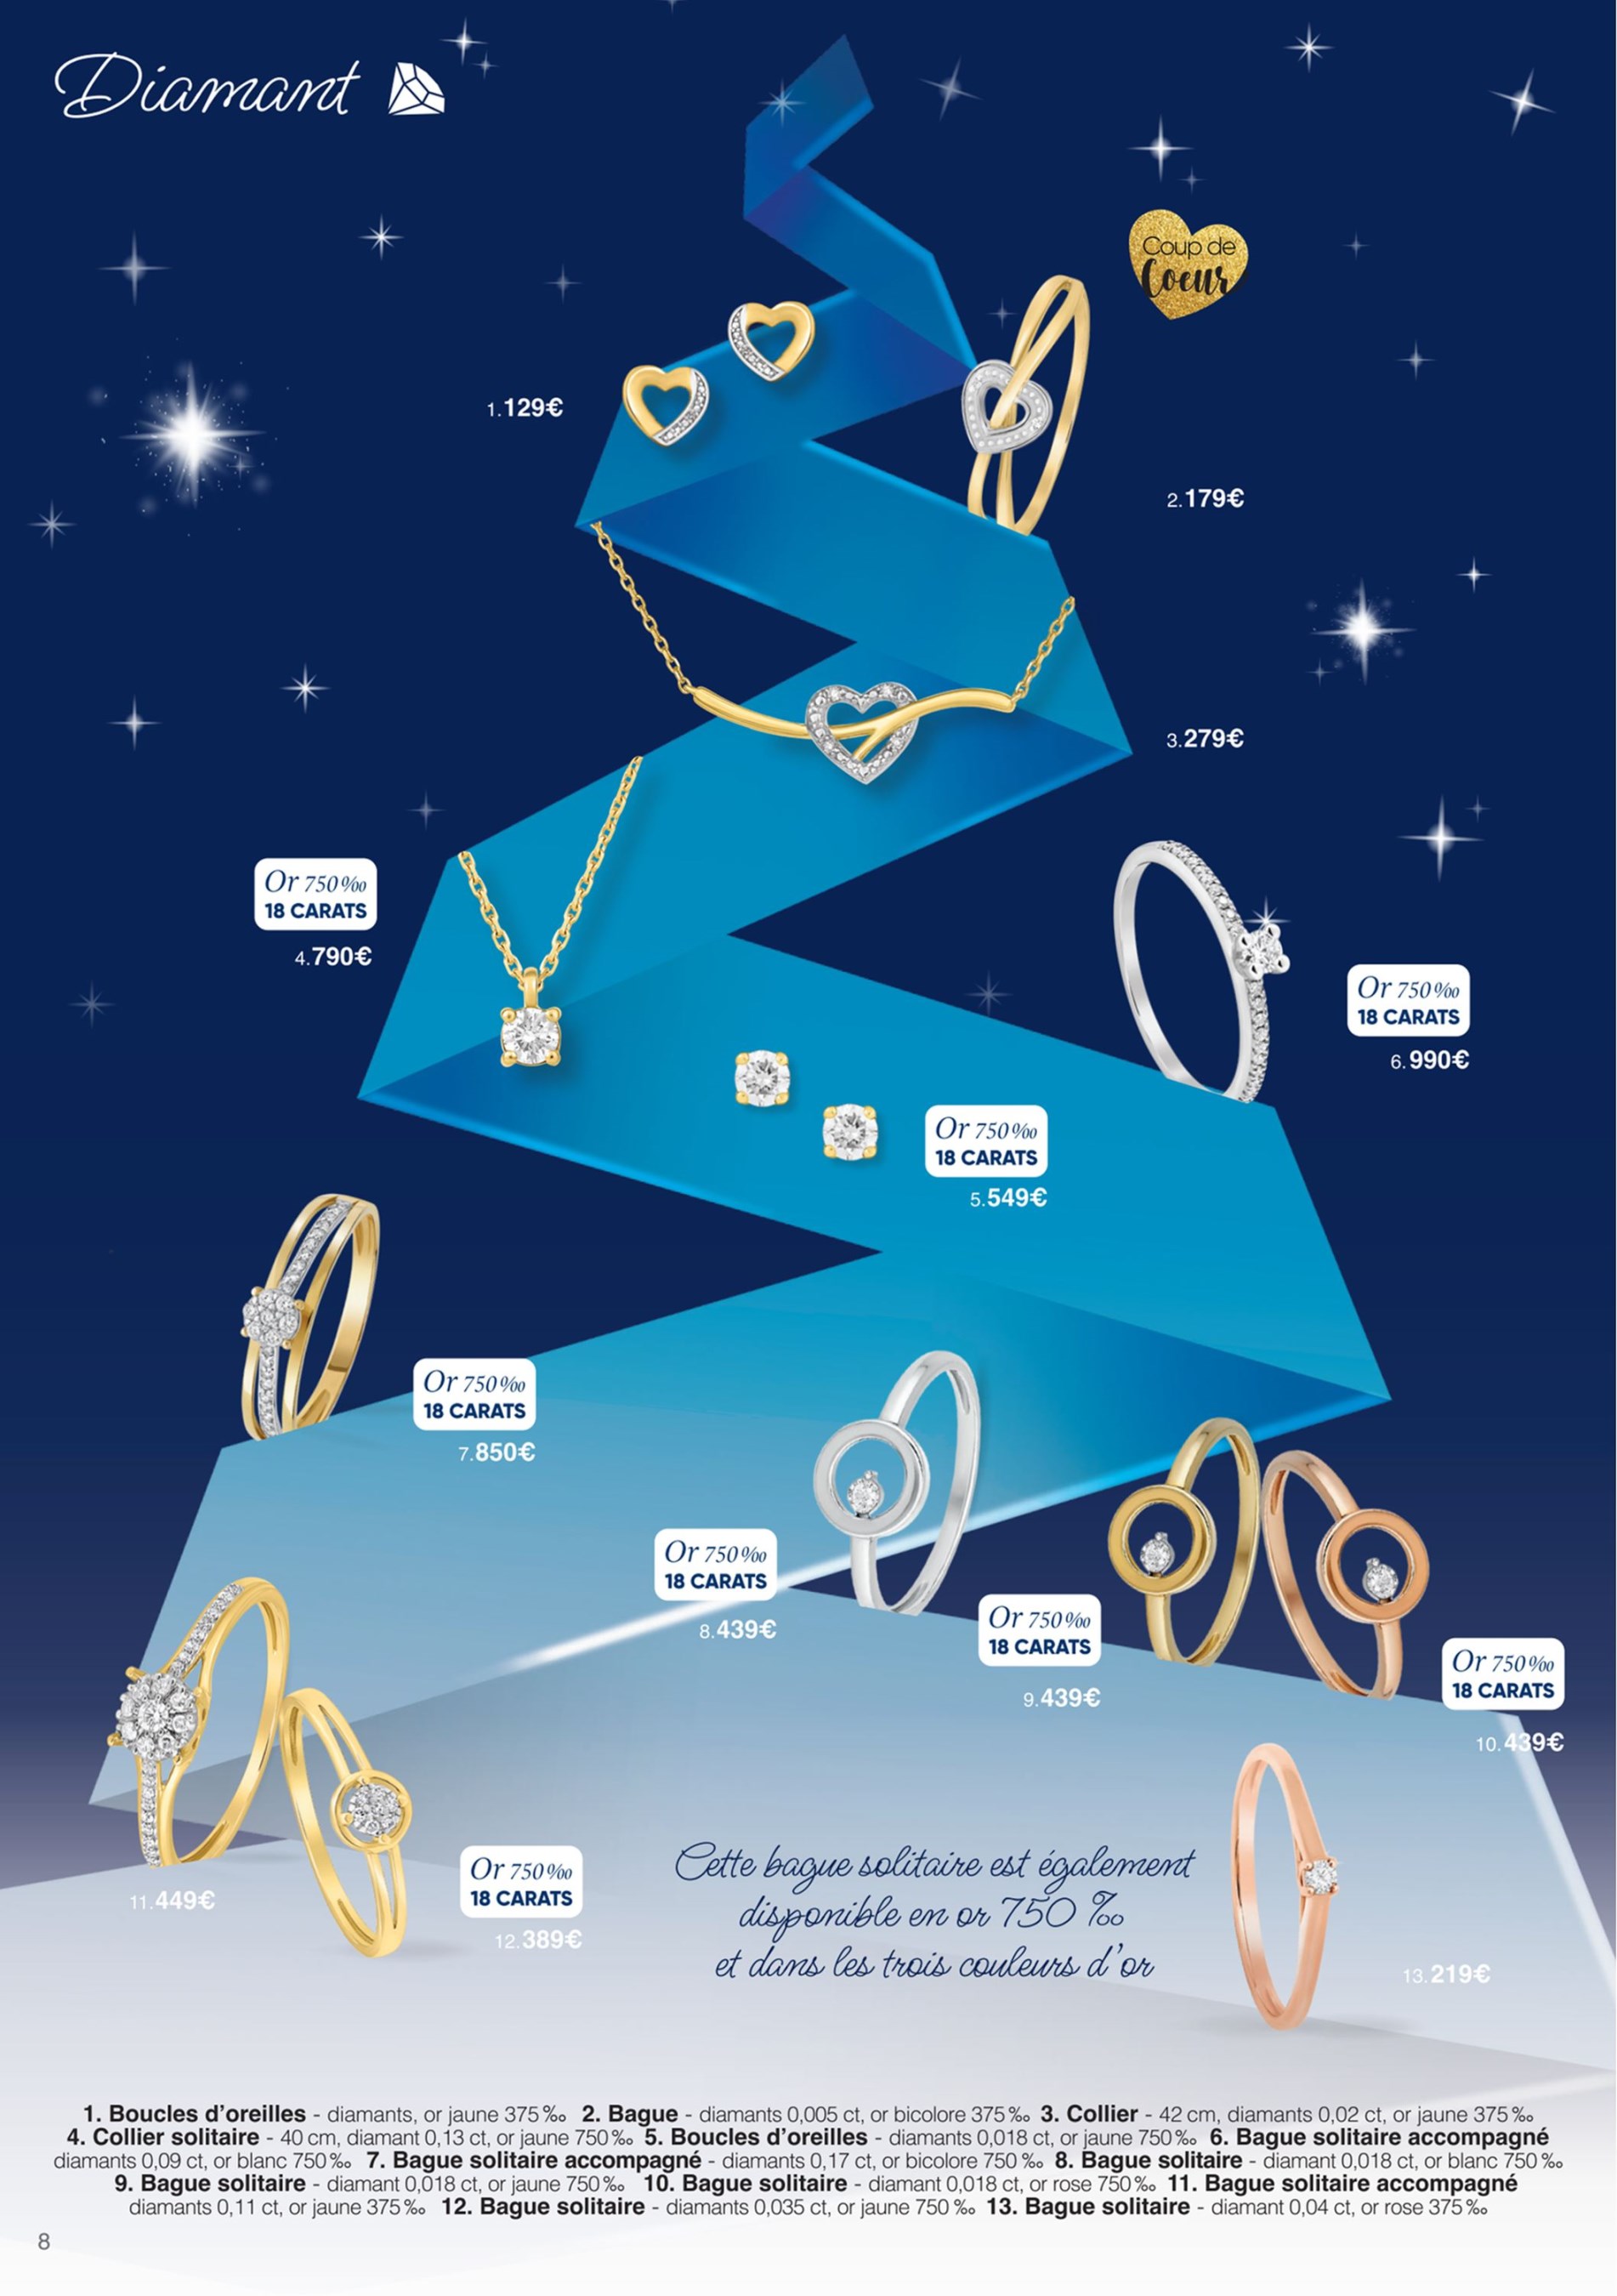 Diamant
Coup de
Coeur
1.129€
2.179€
3.279€
Or 750‰
18 CARATS
4.790€
Or 750‰
18 CARATS
6.990€
Or 750‰
18 CARATS
5.549€
Or 750‰
18 CARATS
7.850€
Or 750‰
18 CARATS
8.439€
Or 750‰
18 CARATS
9.439€
Or 750‰
18 CARATS
10.439€
11.449€
Or 750‰
18 CARATS
12.389€
Cette bague solitaire est également
disponible en or 750 ‰
et dans les trois couleurs d'or
13.219€
1. Boucles d'oreilles - diamants, or jaune 375‰ 2. Bague - diamants 0,005 ct, or bicolore 375‰ 3. Collier - 42 cm, diamants 0,02 ct, or jaune 375‰
4. Collier solitaire - 40 cm, diamant 0,13 ct, or jaune 750‰ 5. Boucles d'oreilles - diamants 0,018 ct, or jaune 750‰ 6. Bague solitaire accompagné
diamants 0,09 ct, or blanc 750‰ 7. Bague solitaire accompagné - diamants 0,17 ct, or bicolore 750‰ 8. Bague solitaire - diamant 0,018 ct, or blanc 750‰
9. Bague solitaire - diamant 0,018 ct, or jaune 750‰ 10. Bague solitaire - diamant 0,018 ct, or rose 750‰ 11. Bague solitaire accompagné
diamants 0,11 ct, or jaune 375‰ 12. Bague solitaire - diamants 0,035 ct, or jaune 750‰ 13. Bague solitaire - diamant 0,04 ct, or rose 375‰
8